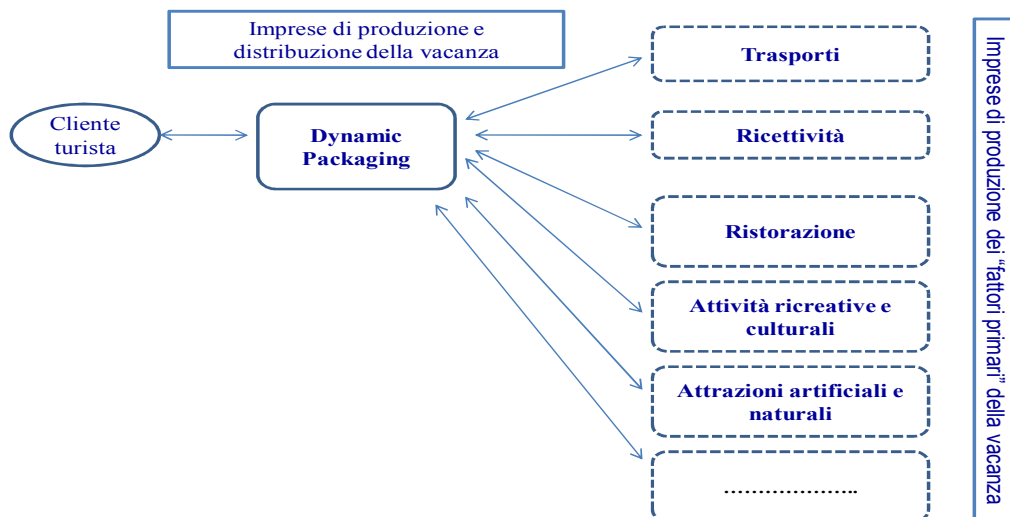 Imprese di produzione e
distribuzione della vacanza
Cliente
turista
Dynamic
Packaging
Trasporti
Ricettività
Ristorazione
Attività ricreative e
culturali
Attrazioni artificiali e
naturali
…………………..
Imprese di produzione dei “fattori primari” della vacanza